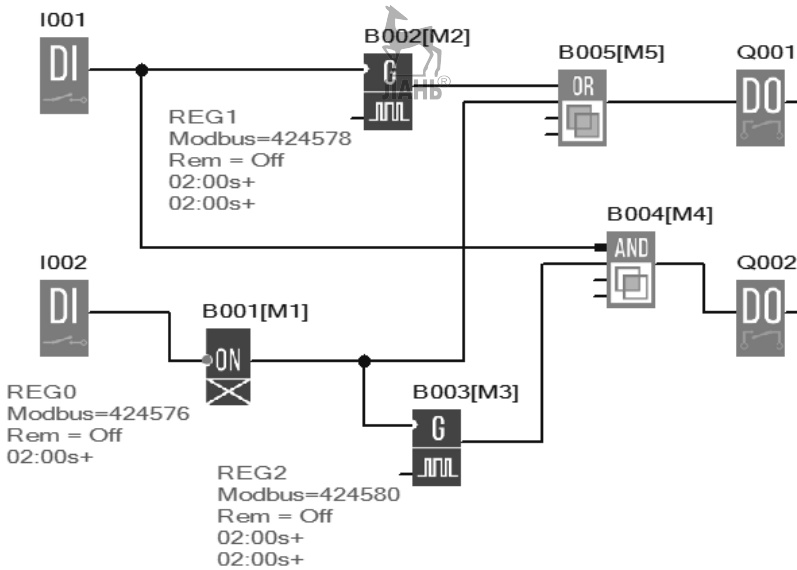 I001
DI
B002[M2]
G
ЛАНЬ®
B005[M5]
OR
Q001
DO
REG1
Modbus=424578
Rem = Off
02:00s+
02:00s+
B004[M4]
AND
Q002
DO
I002
DI
B001[M1]
ON
REG0
Modbus=424576
Rem = Off
02:00s+
B003[M3]
G
REG2
Modbus=424580
Rem = Off
02:00s+
02:00s+